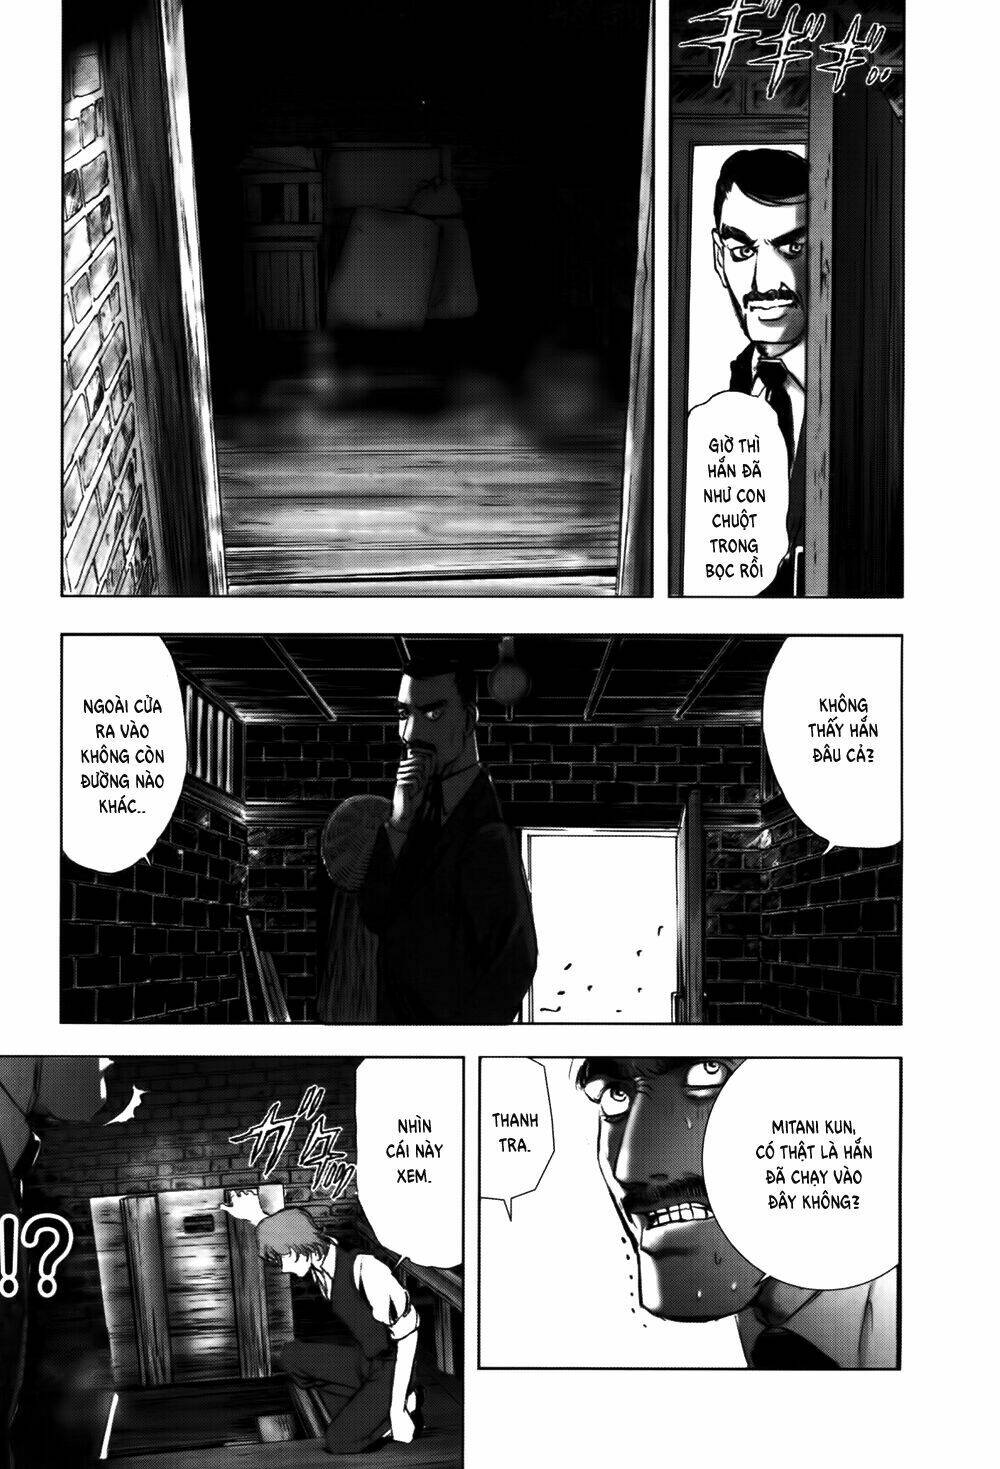 ギギギ
GIỜ THÌ
HẮN ĐÃ
NHƯ CON
CHUỘT
TRONG
BỌC RỒI
KHÔNG
THẤY HẮN
ĐÂU CẢ?
NGOÀI CỬA
RA VÀO
KHÔNG CÒN
ĐƯỜNG NÀO
KHÁC..
MITANI KUN,
CÓ THẬT LÀ HẮN
ĐÃ CHẠY VÀO
ĐÂY KHÔNG?
THANH
TRA.
NHÌN
CÁI NÀY
XEM.
ガタ
!?